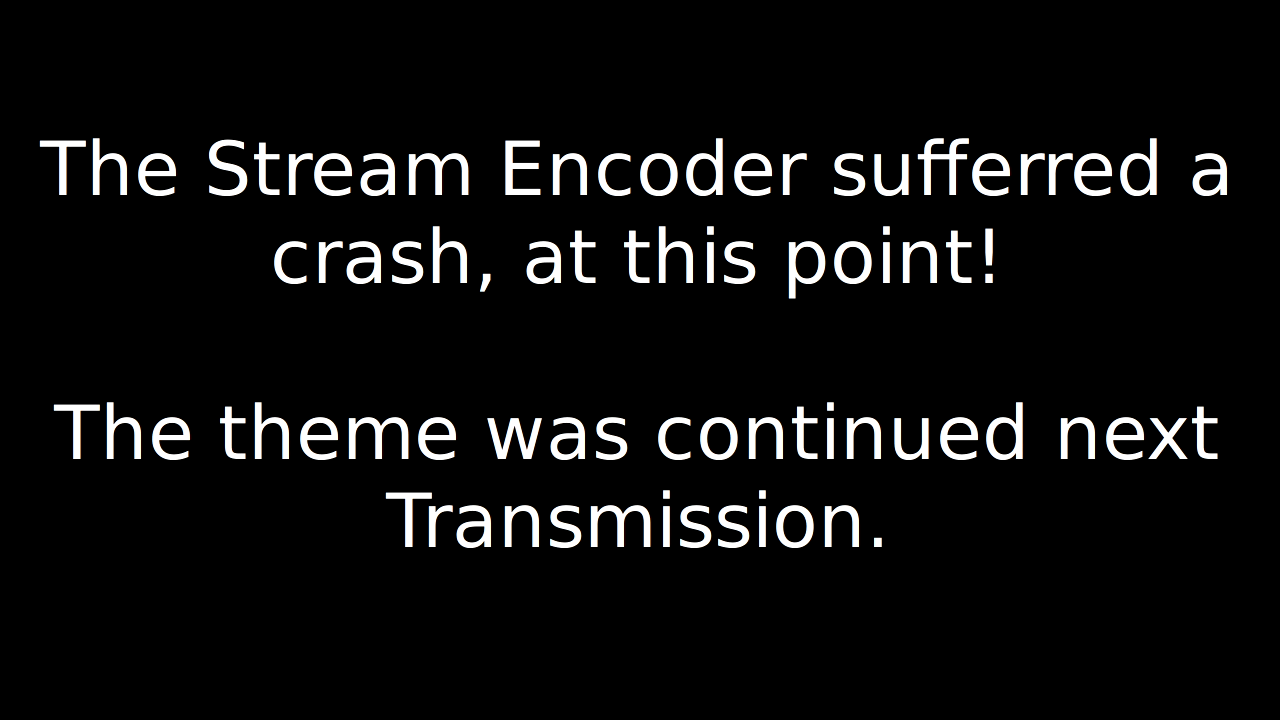 The Stream Encoder sufferred a
crash, at this point!
The theme was continued next
Transmission.